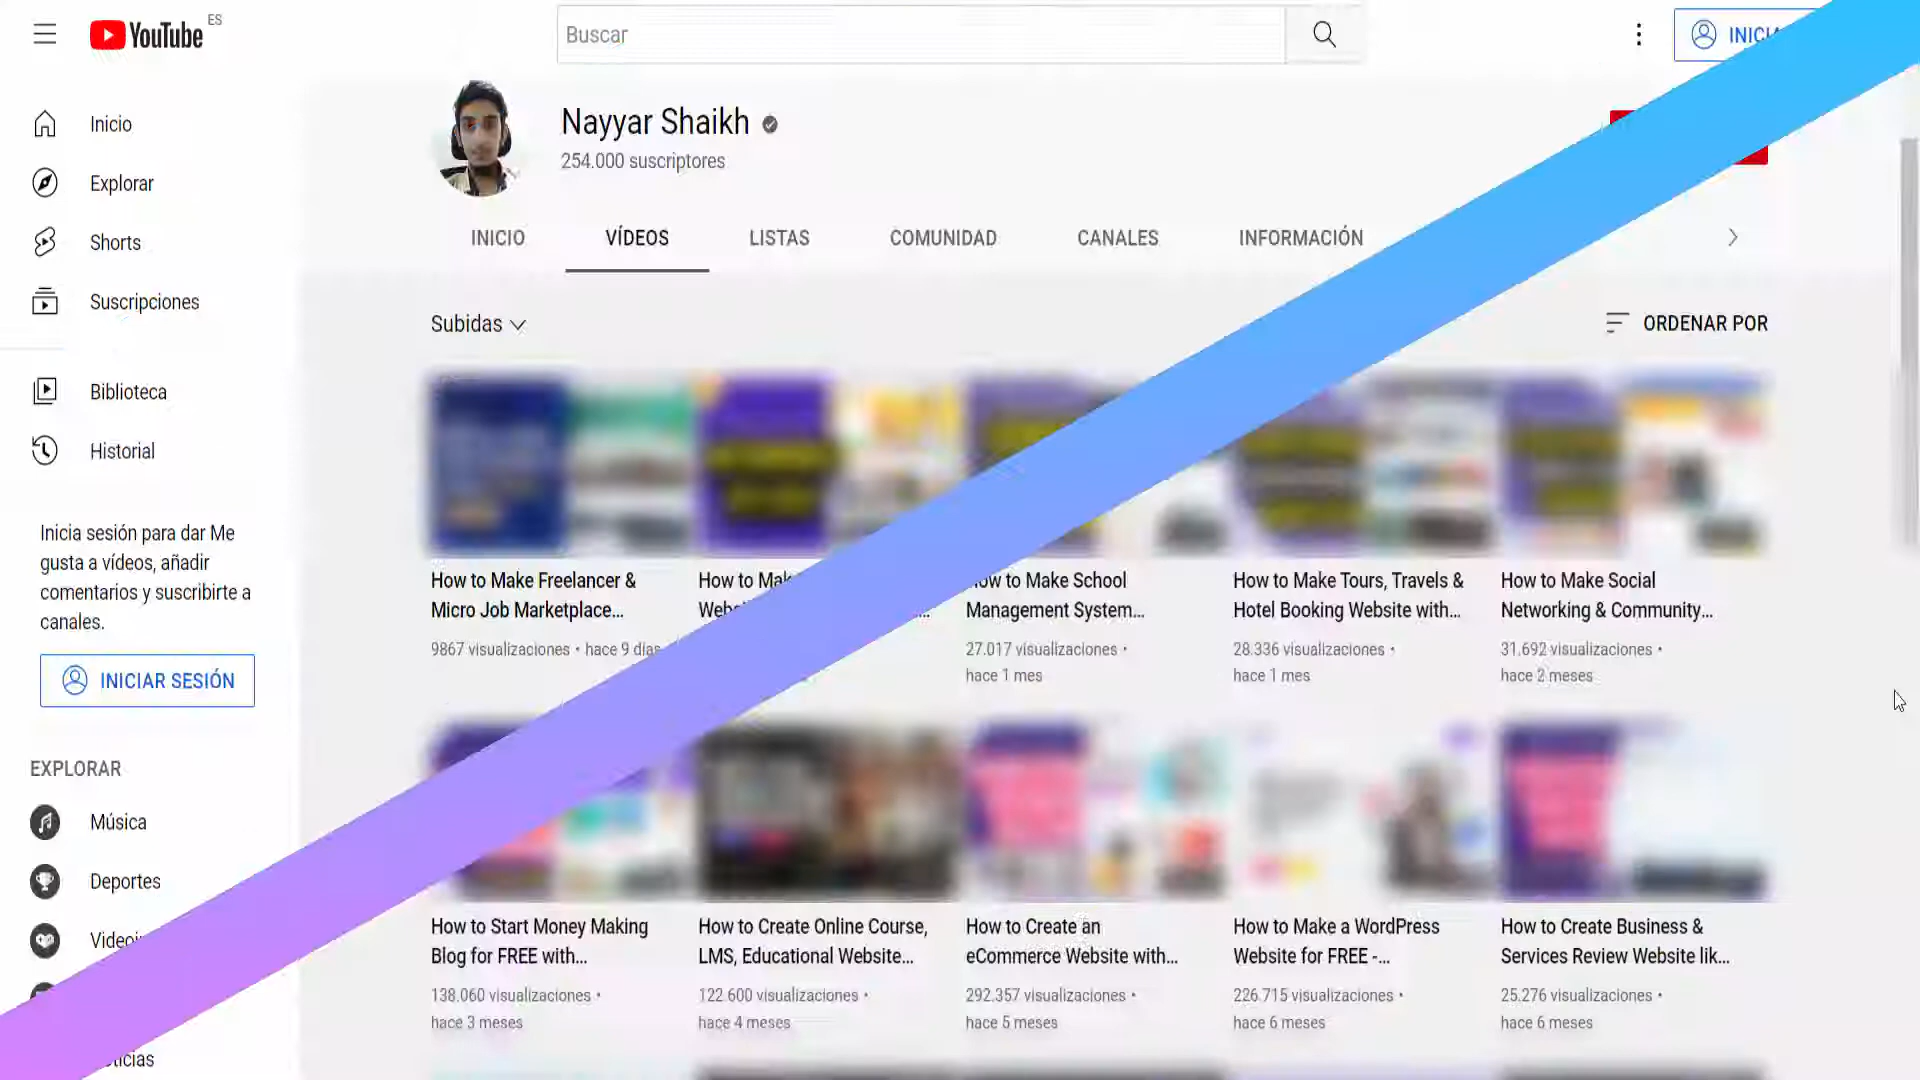 YouTube ES
Buscar
Inicio
Explorar
Shorts
Suscripciones
Biblioteca
Historial
Inicia sesión para dar Me
gusta a vídeos, añadir
comentarios y suscribirte a
canales.
INICIAR SESIÓN
EXPLORAR
Música
Deportes
Nayyar Shaikh
254.000 suscriptores
INICIO
VÍDEOS
LISTAS
COMUNIDAD
CANALES
INFORMACIÓN
Subidas
ORDENAR POR
How to Make Freelancer &
Micro Job Marketplace...
9867 visualizaciones • hace 9 días
How to
How to Make School
Management System...
27.017 visualizaciones •
hace 1 mes
How to Make Tours, Travels &
Hotel Booking Website with...
28.336 visualizaciones •
hace 1 mes
How to Make Social
Networking & Community...
31.692 visualizaciones •
hace 2 meses
How to Start Money Making
Blog for FREE with...
138.060 visualizaciones •
hace 3 meses
How to Create Online Course,
LMS, Educational Website...
122.600 visualizaciones •
hace 4 meses
How to Create an
eCommerce Website with...
292.357 visualizaciones •
hace 5 meses
How to Make a WordPress
Website for FREE -...
226.715 visualizaciones •
hace 6 meses
How to Create Business &
Services Review Website lik...
25.276 visualizaciones •
hace 6 meses